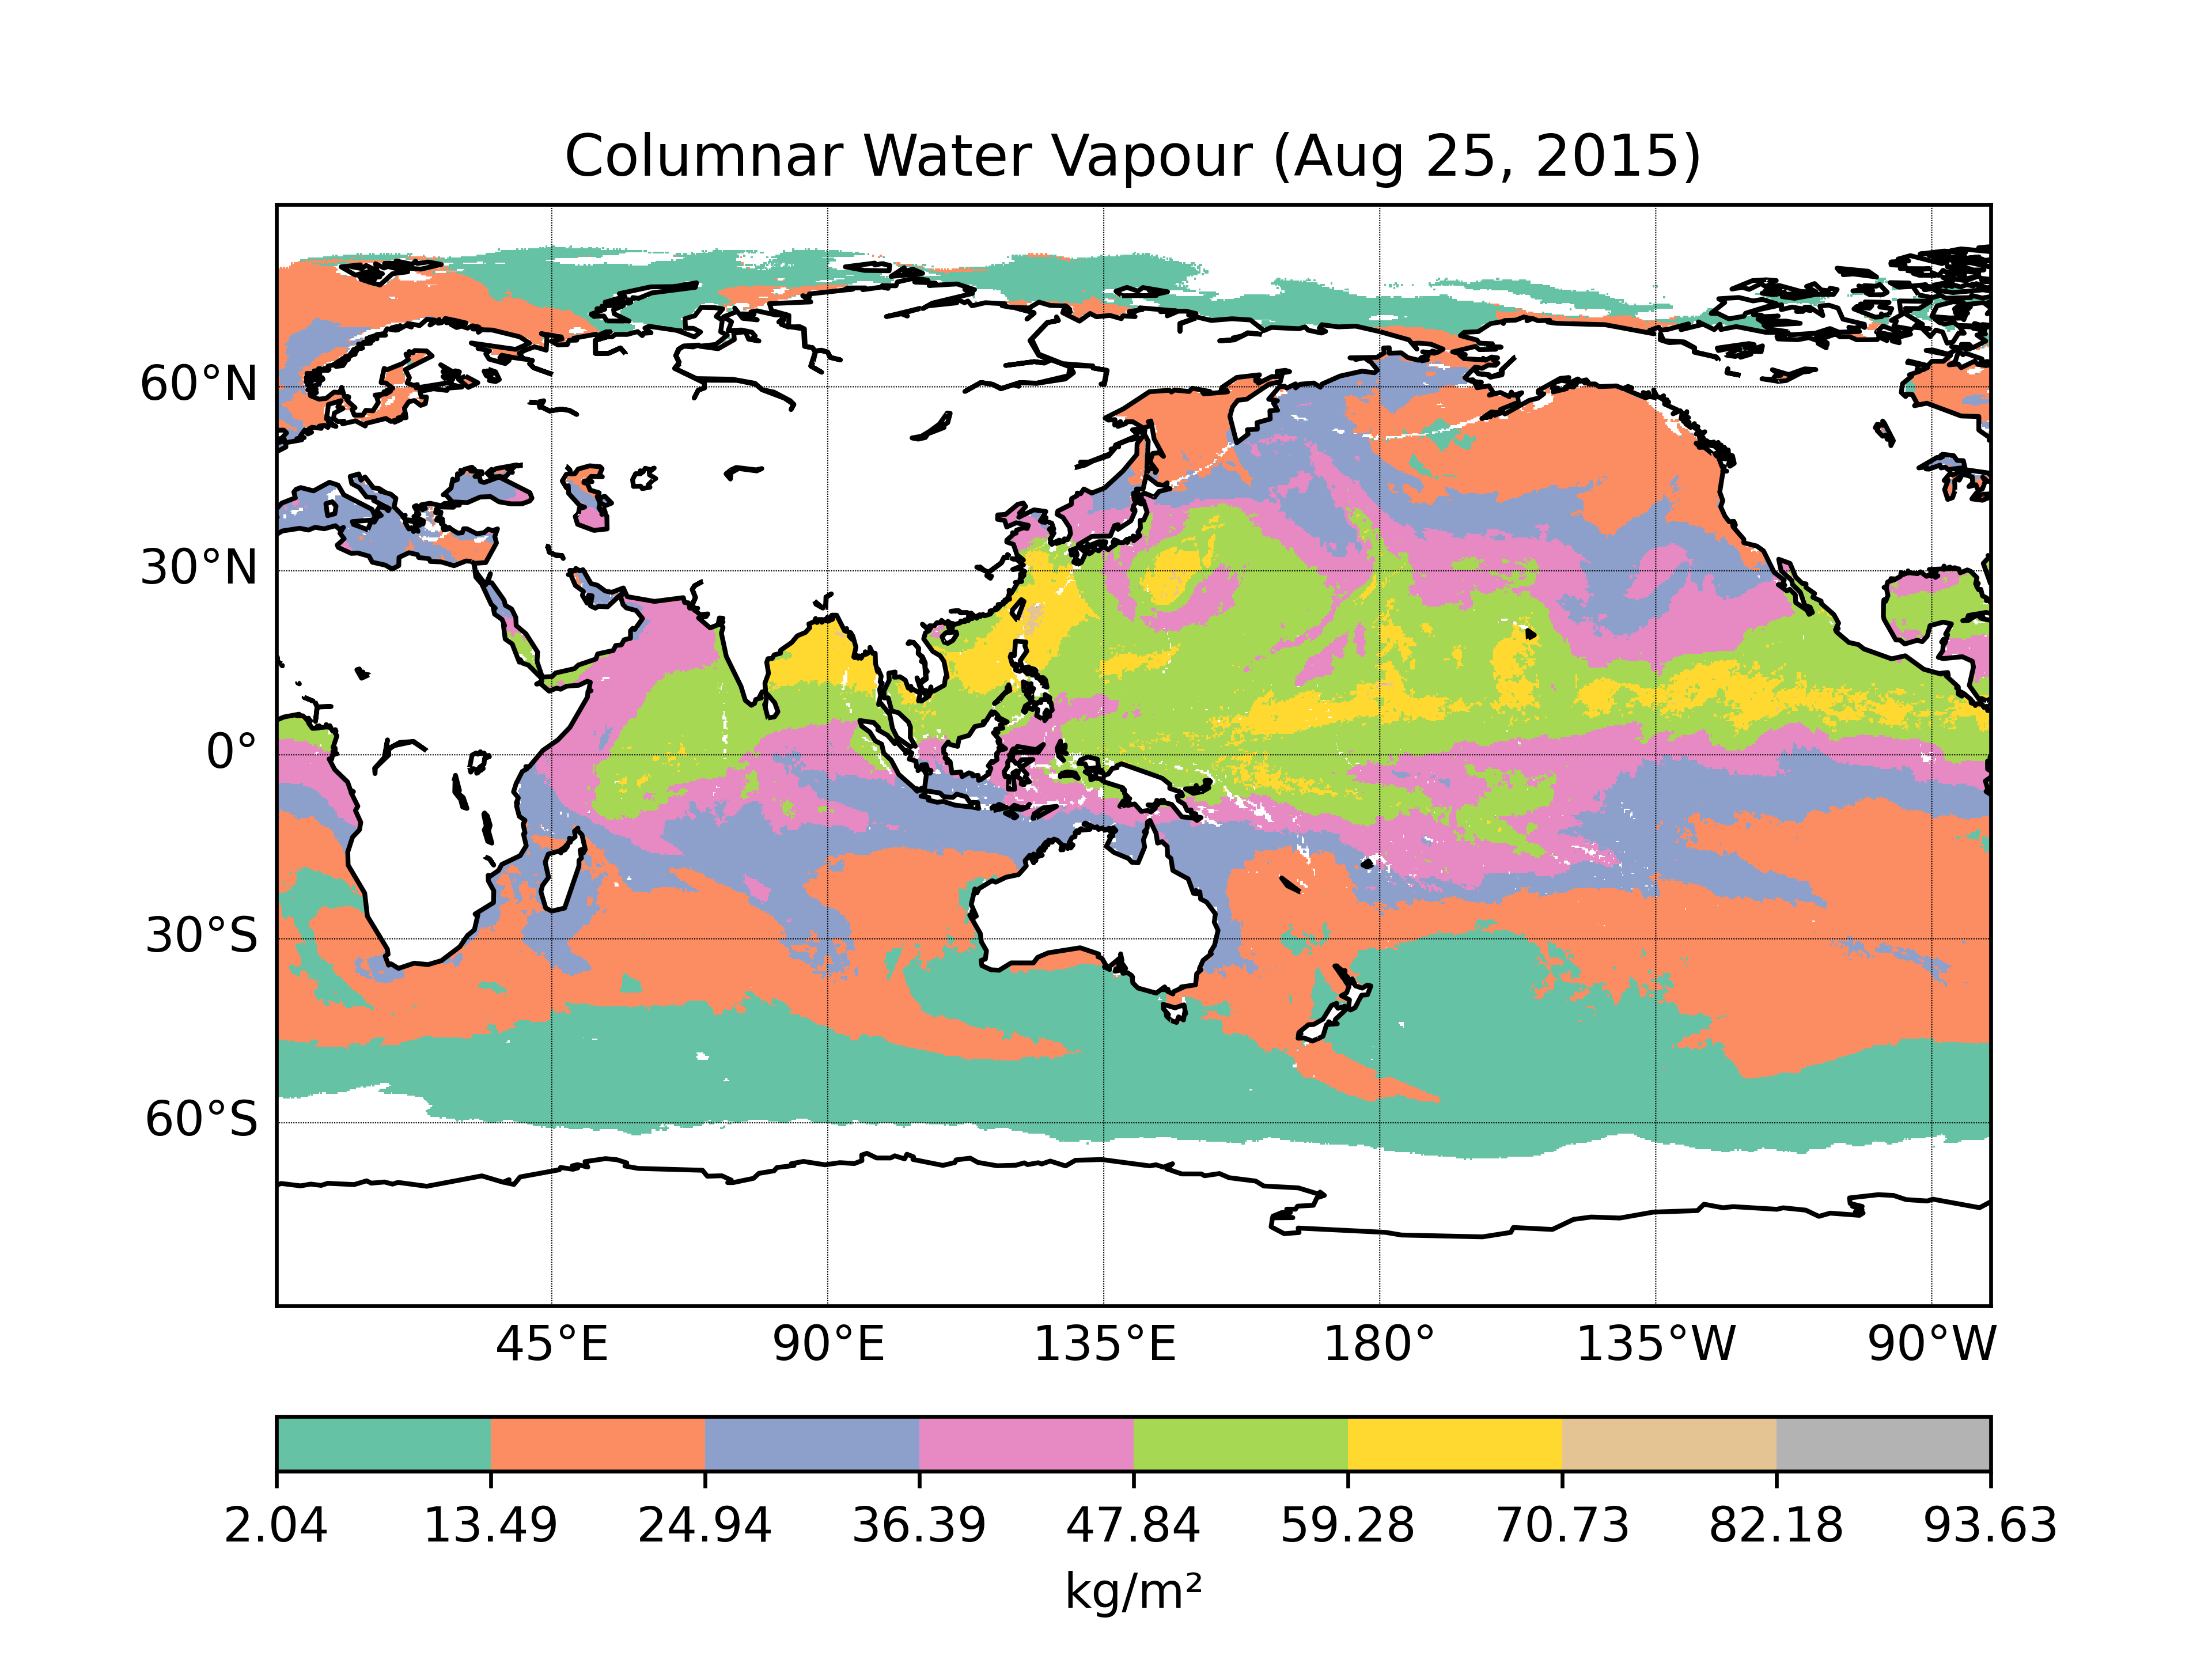 Columnar Water Vapour (Aug 25, 2015)
60°N
30°N
0°
30°S
60°S
45°E 90°E 135°E 180° 135°W 90°W
2.04 13.49 24.94 36.39 47.84 59.28 70.73 82.18 93.63
kg/m²